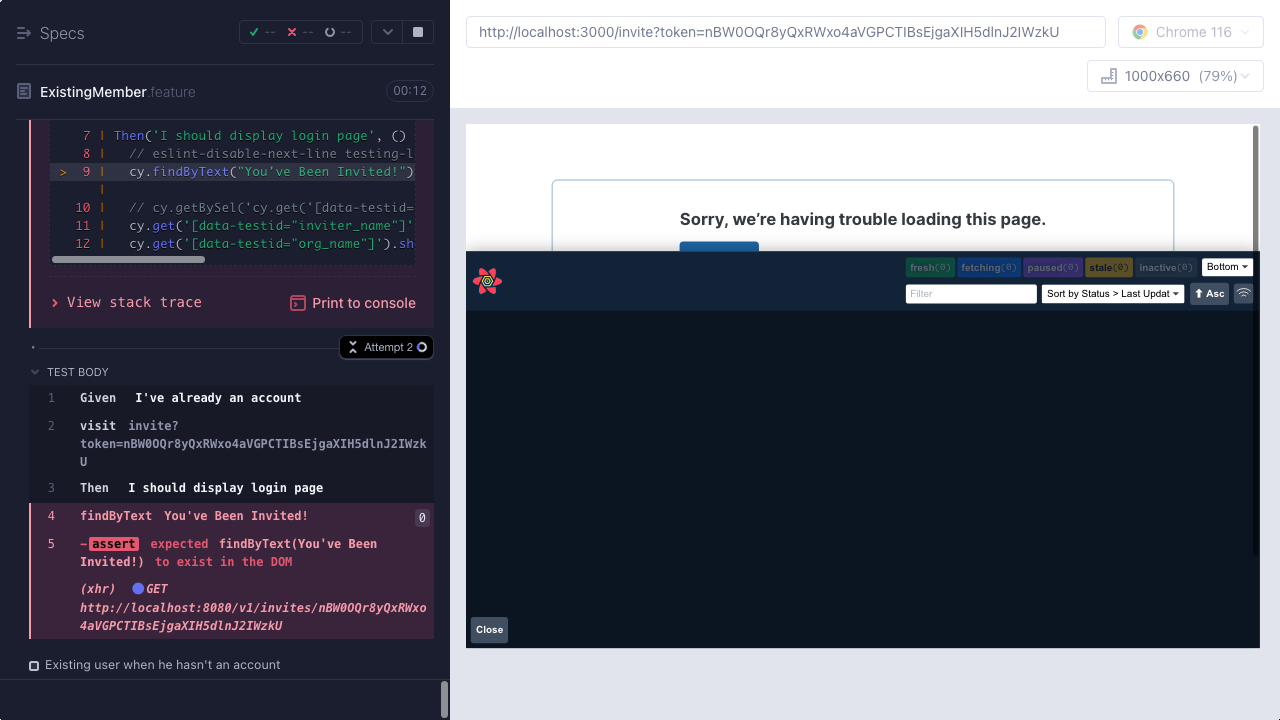 Specs
✓ -- ✕ -- --
ExistingMember.feature
00:12
7 | Then('I should display login page', ()
8 | // eslint-disable-next-line testing-l
> 9 | cy.findByText("You've Been Invited!")
|
10 | // cy.getBySel('cy.get('[data-testid=
11 | cy.get('[data-testid="inviter_name"]'
12 | cy.get('[data-testid="org_name"]').sh
> View stack trace
Print to console
Attempt 2
TEST BODY
1 Given I've already an account
2 visit invite?
token=nBW0OQr8yQxRWxo4aVGPCTIBsEjgaXIH5dlnJ2IWzk
U
3 Then I should display login page
4 findByText You've Been Invited! 0
5 -assert expected findByText(You've Been
Invited!) to exist in the DOM
(xhr) GET
http://localhost:8080/v1/invites/nBW0OQr8yQxRWxo
4aVGPCTIBsEjgaXIH5dlnJ2IWzkU
Existing user when he hasn't an account
http://localhost:3000/invite?token=nBW0OQr8yQxRWxo4aVGPCTIBsEjgaXIH5dlnJ2IWzkU
Chrome 116
1000x660 (79%)
Sorry, we’re having trouble loading this page.
fresh(0) fetching(0) paused(0) stale(0) inactive(0) Bottom
Filter
Sort by Status > Last Updat
⬆ Asc
Close